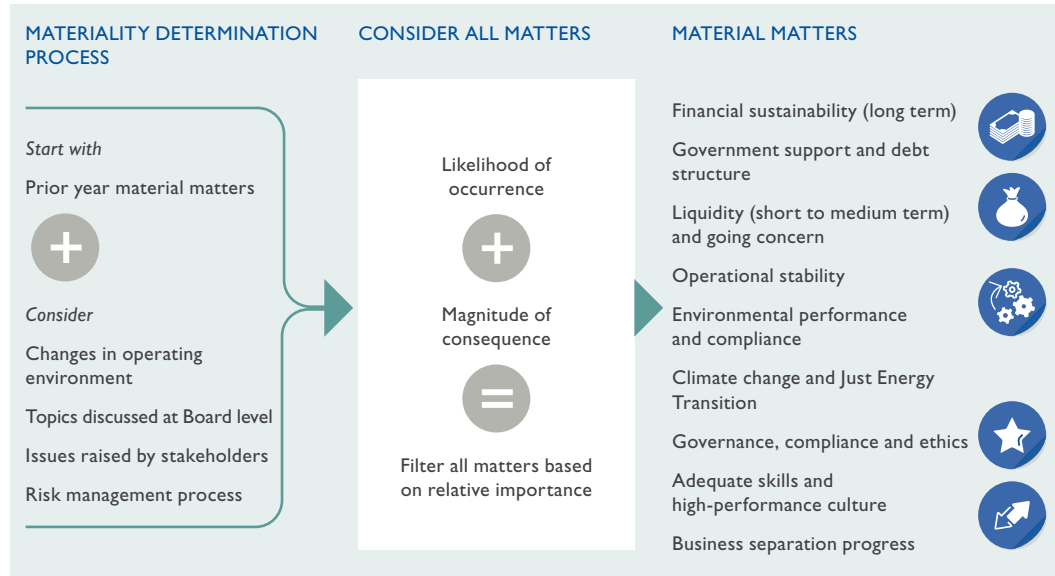 MATERIALITY DETERMINATION
PROCESS
Start with
Prior year material matters
+
Consider
Changes in operating
environment
Topics discussed at Board level
Issues raised by stakeholders
Risk management process
CONSIDER ALL MATTERS
Likelihood of
occurrence
+
Magnitude of
consequence
=
Filter all matters based
on relative importance
MATERIAL MATTERS
Financial sustainability (long term)
Government support and debt
structure
Liquidity (short to medium term)
and going concern
Operational stability
Environmental performance
and compliance
Climate change and Just Energy
Transition
Governance, compliance and ethics
Adequate skills and
high-performance culture
Business separation progress